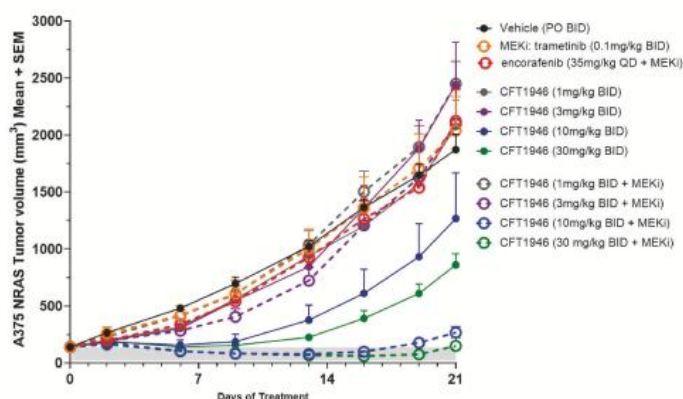 A375 NRAS Tumor volume (mm³) Mean + SEM
3000
2500
2000
1500
1000
500
0
0
7
14
21
Days of Treatment
Vehicle (PO BID)
MEKi: trametinib (0.1mg/kg BID)
encorafenib (35mg/kg QD + MEKi)
CFT1946 (1mg/kg BID)
CFT1946 (3mg/kg BID)
CFT1946 (10mg/kg BID)
CFT1946 (30mg/kg BID)
CFT1946 (1mg/kg BID + MEKi)
CFT1946 (3mg/kg BID + MEKi)
CFT1946 (10mg/kg BID + MEKi)
CFT1946 (30 mg/kg BID + MEKi)